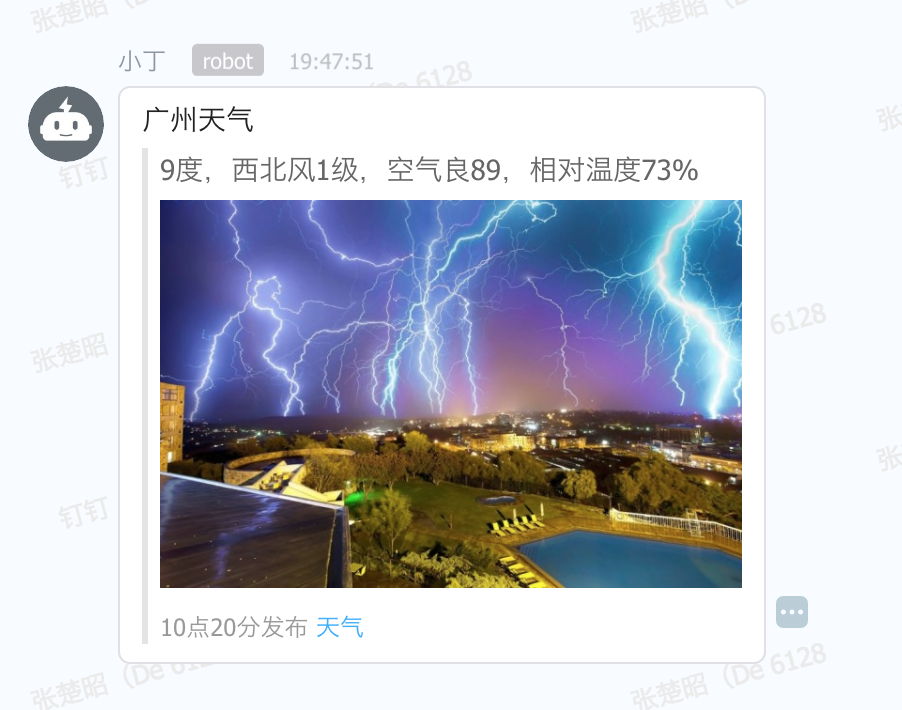 张楚昭（De
张楚昭（De
小丁 robot 19:47:51
（De 6128
张
广州天气
9度，西北风1级，空气良89，相对温度73%
钉钉
6128
张楚昭
张
钉钉
10点20分发布 天气
张楚昭（De 6128
张楚昭（De 6128